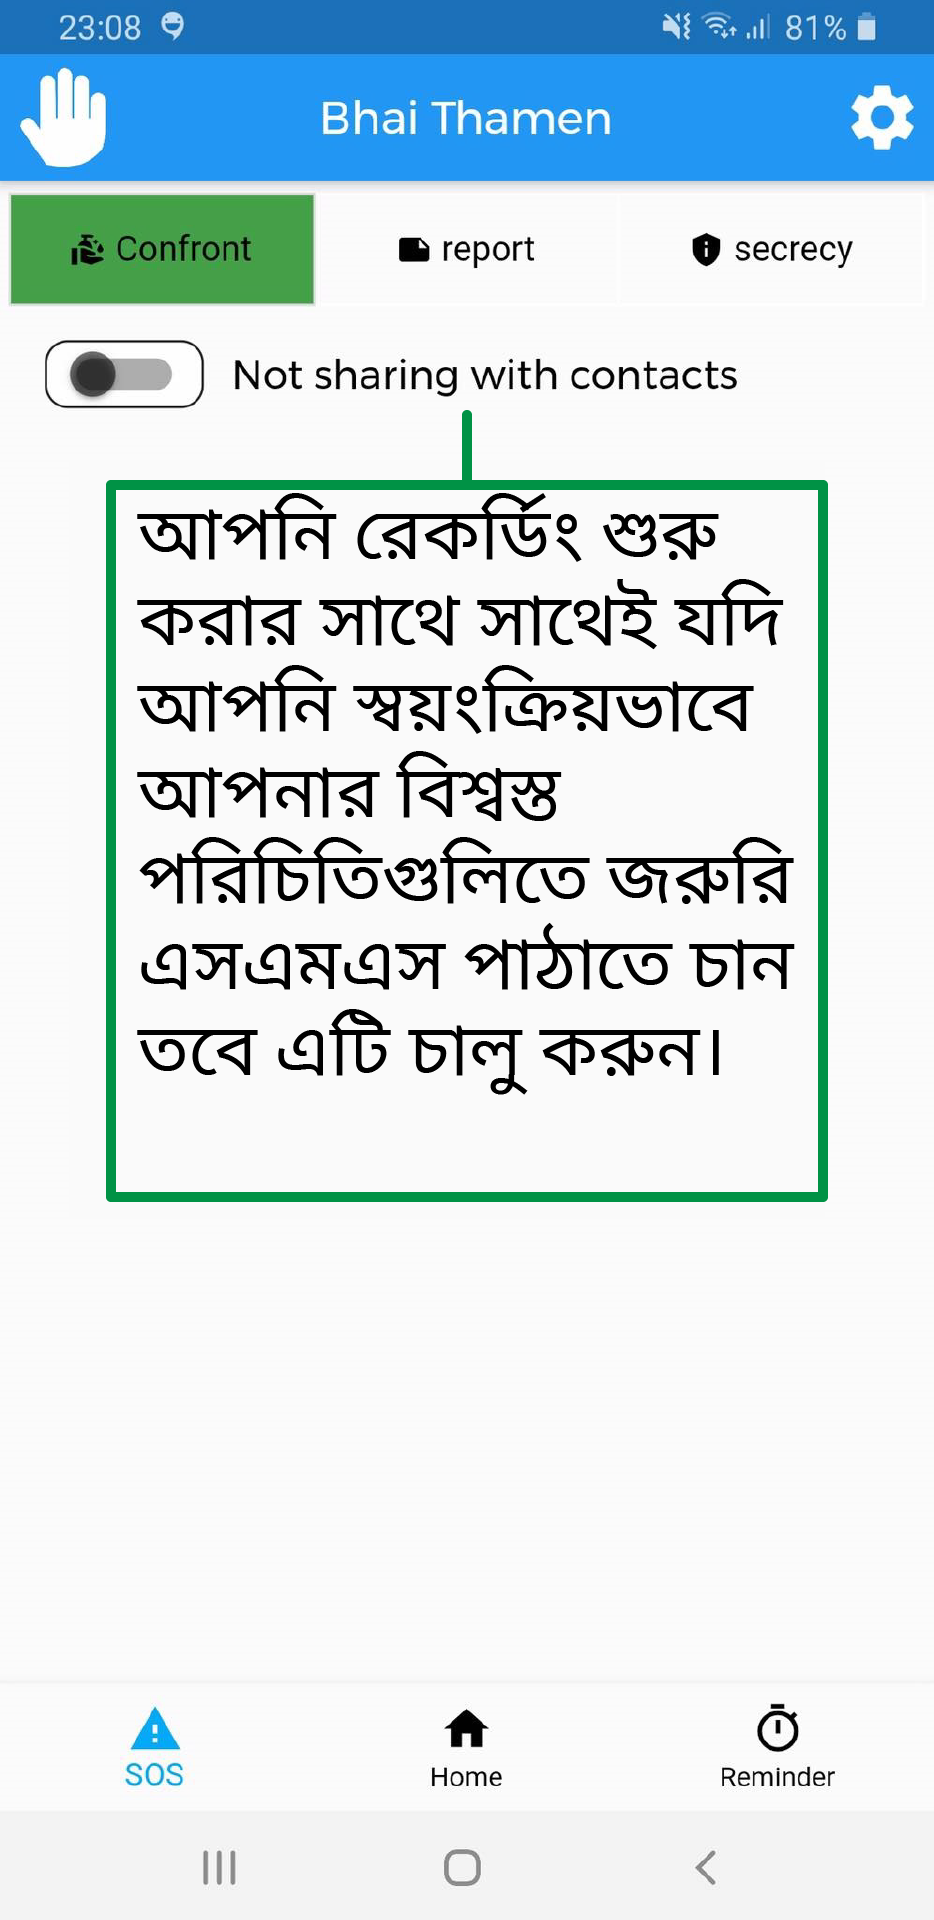 23:08
81%
Bhai Thamen
Confront
report
secrecy
Not sharing with contacts
আপনি রেকর্ডিং শুরু
করার সাথে সাথেই যদি
আপনি স্বয়ংক্রিয়ভাবে
আপনার বিশ্বস্ত
পরিচিতিগুলিতে জরুরি
এসএমএস পাঠাতে চান
তবে এটি চালু করুন।
SOS
Home
Reminder